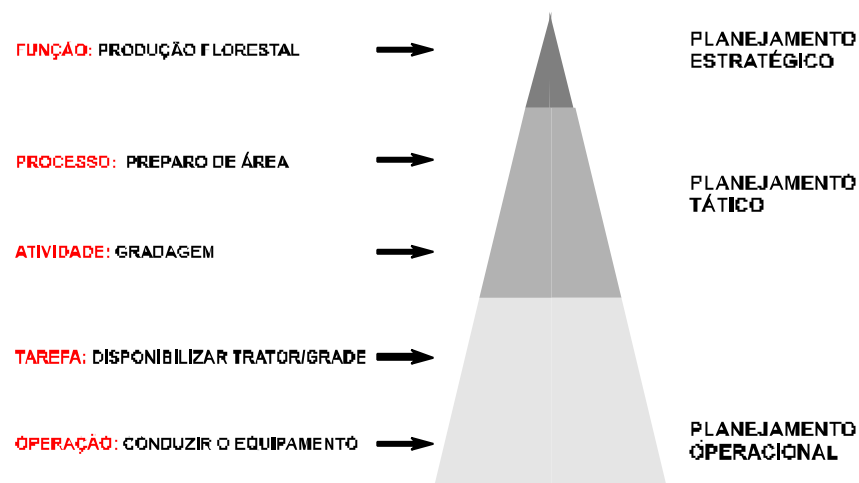 FUNÇÃO: PRODUÇÃO FLORESTAL
PLANEJAMENTO
ESTRATÉGICO
PROCESSO: PREPARO DE ÁREA
PLANEJAMENTO
TÁTICO
ATIVIDADE: GRADAGEM
TAREFA: DISPONIBILIZAR TRATOR/GRADE
OPERAÇÃO: CONDUZIR O EQUIPAMENTO
PLANEJAMENTO
OPERACIONAL